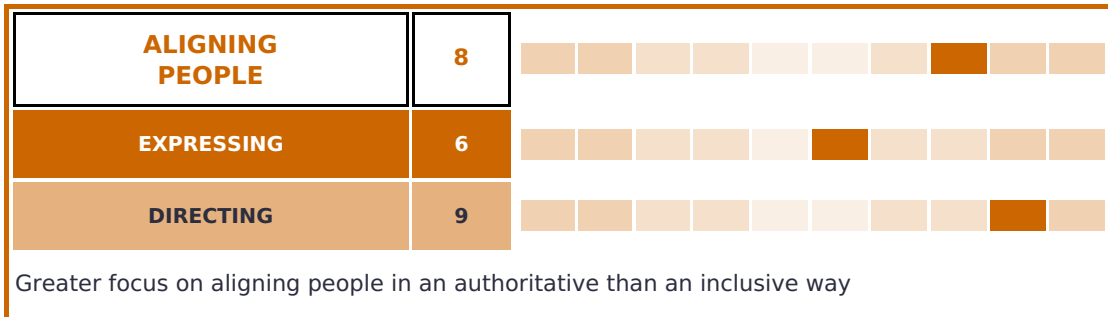 ALIGNING
PEOPLE
8
EXPRESSING
6
DIRECTING
9
Greater focus on aligning people in an authoritative than an inclusive way